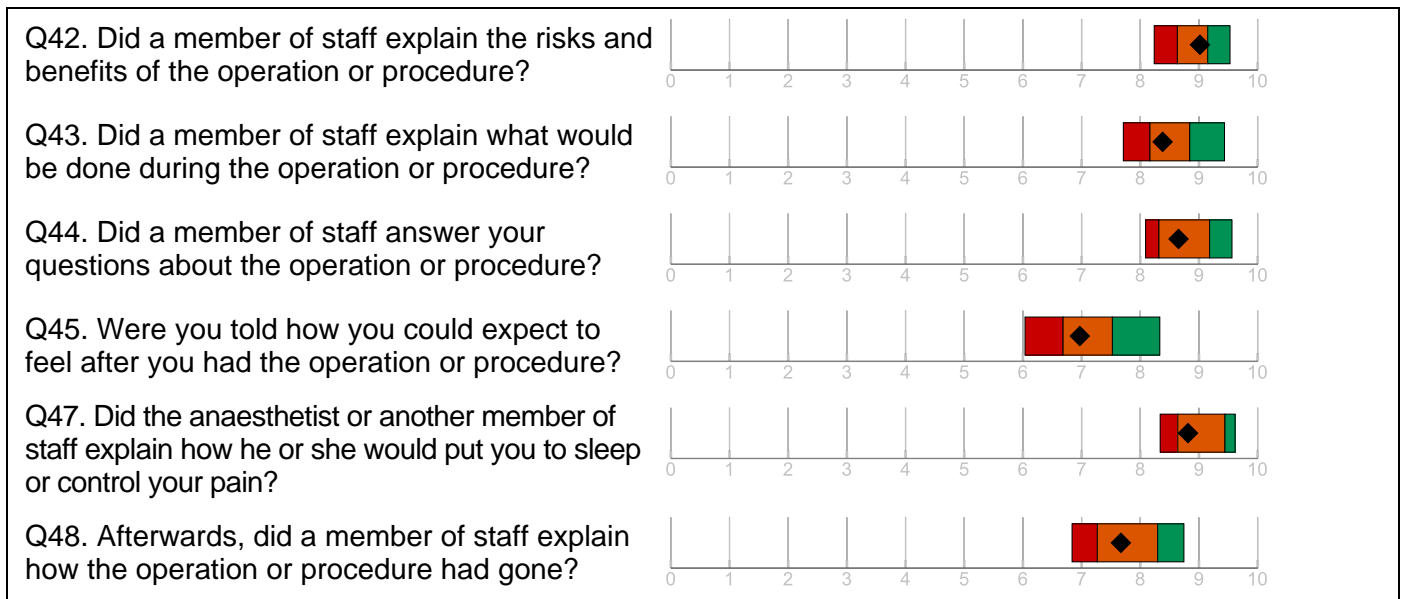 Q42. Did a member of staff explain the risks and
benefits of the operation or procedure?
0 1 2 3 4 5 6 7 8 9 10
Q43. Did a member of staff explain what would
be done during the operation or procedure?
0 1 2 3 4 5 6 7 8 9 10
Q44. Did a member of staff answer your
questions about the operation or procedure?
0 1 2 3 4 5 6 7 8 9 10
Q45. Were you told how you could expect to
feel after you had the operation or procedure?
0 1 2 3 4 5 6 7 8 9 10
Q47. Did the anaesthetist or another member of
staff explain how he or she would put you to sleep
or control your pain?
0 1 2 3 4 5 6 7 8 9 10
Q48. Afterwards, did a member of staff explain
how the operation or procedure had gone?
0 1 2 3 4 5 6 7 8 9 10